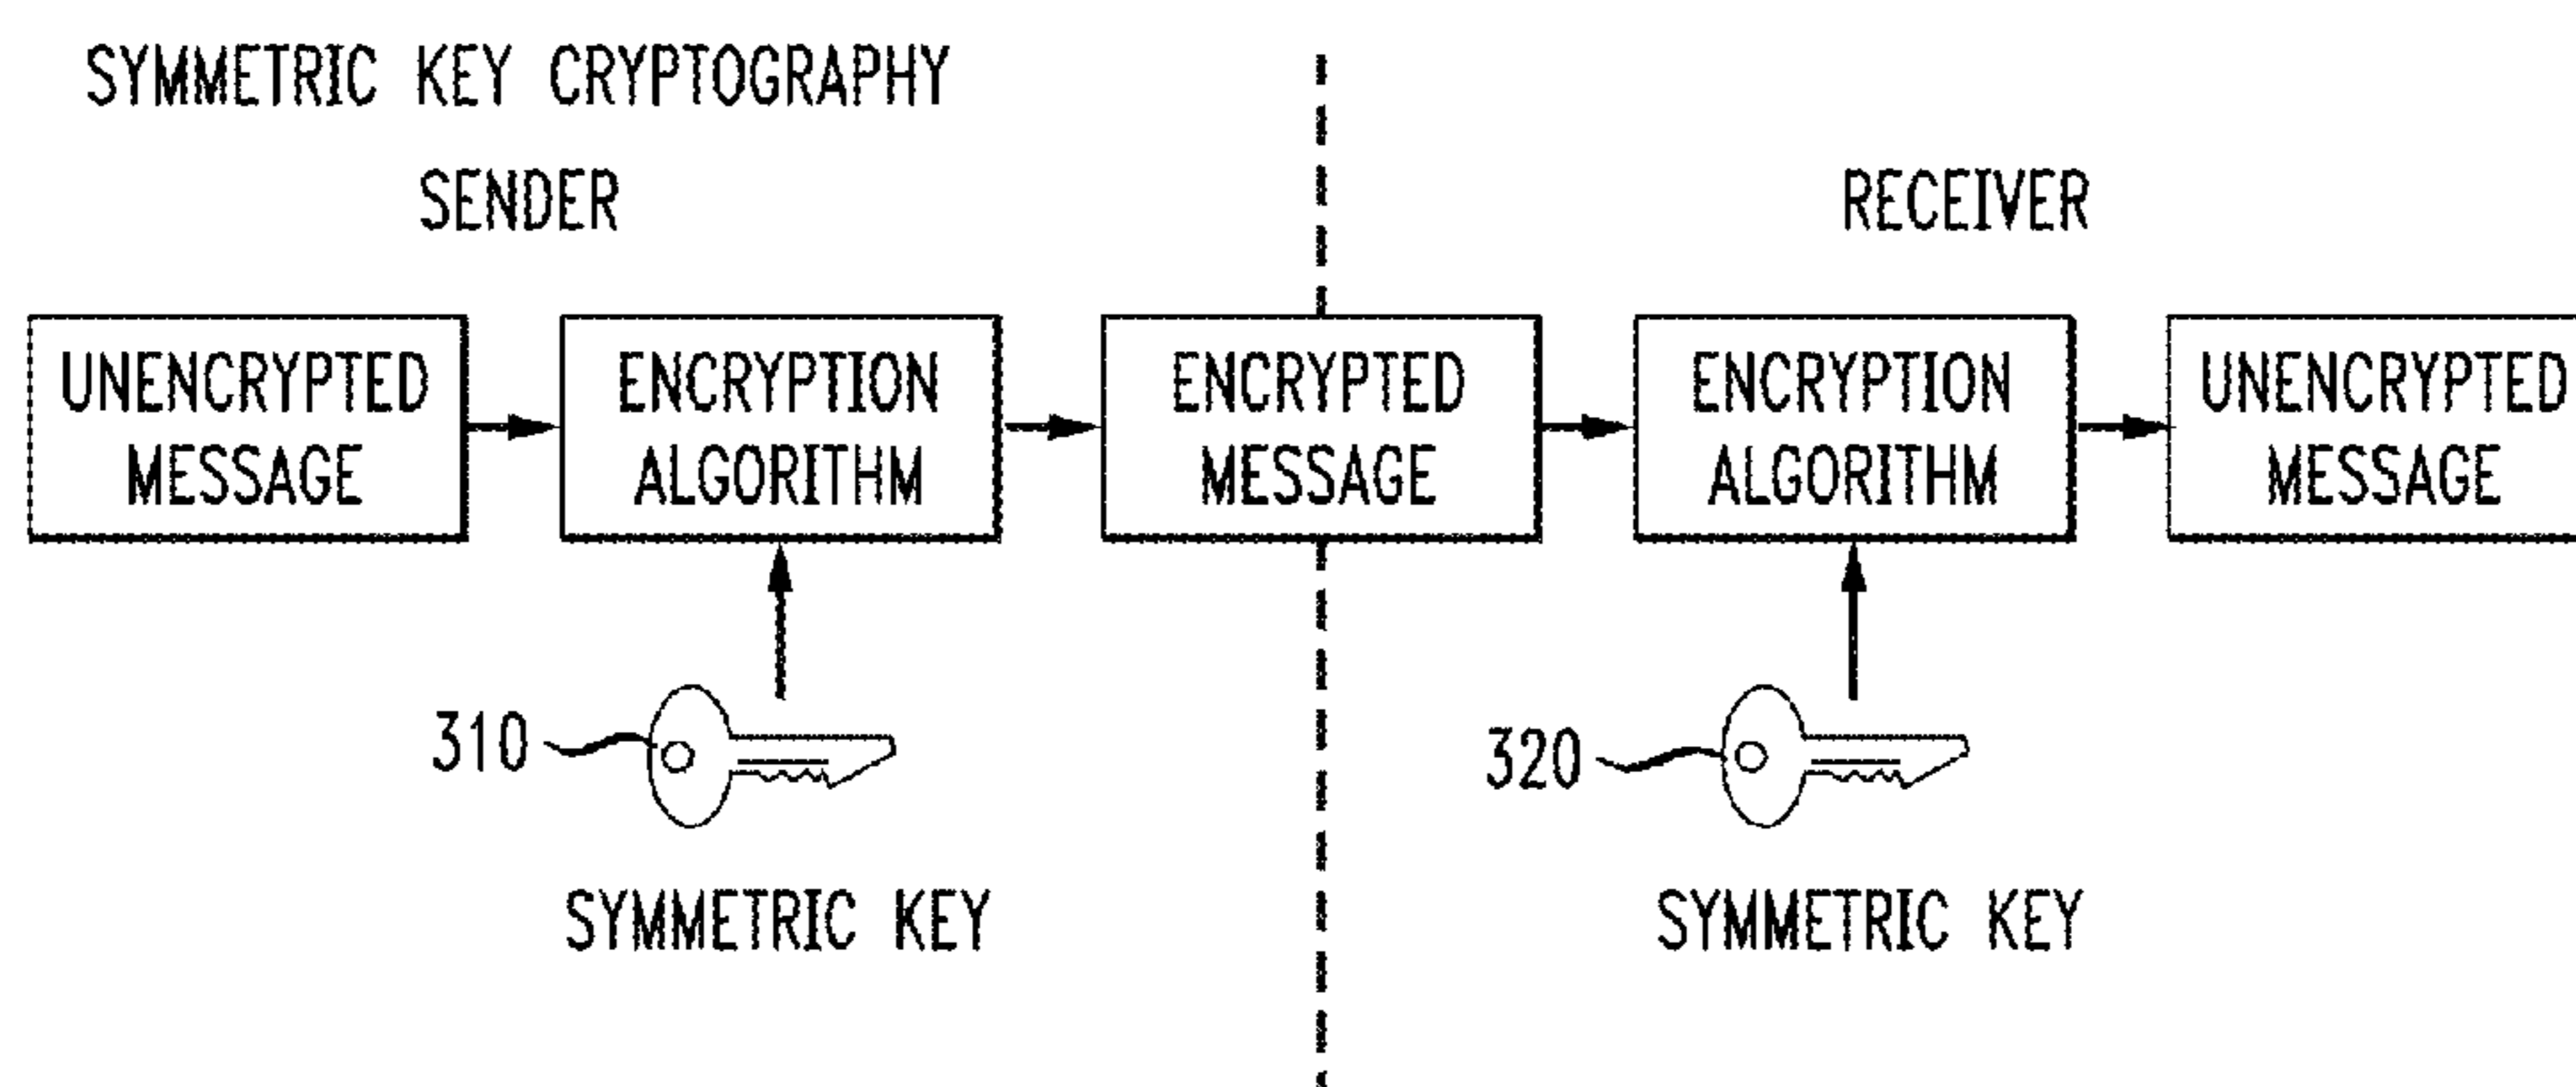 SYMMETRIC KEY CRYPTOGRAPHY
SENDER
RECEIVER
UNENCRYPTED
MESSAGE
ENCRYPTION
ALGORITHM
ENCRYPTED
MESSAGE
ENCRYPTION
ALGORITHM
UNENCRYPTED
MESSAGE
310
320
SYMMETRIC KEY
SYMMETRIC KEY